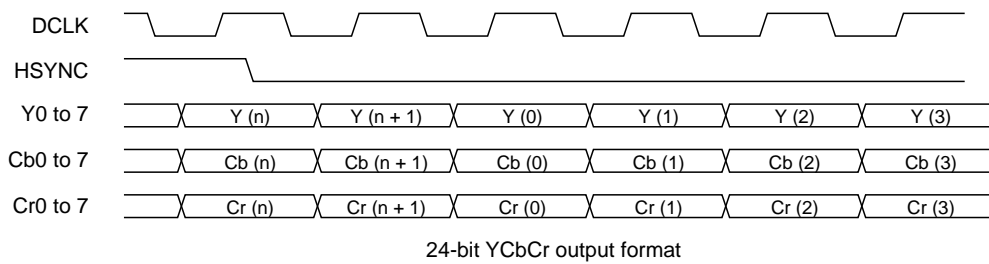 DCLK
HSYNC
Y0 to 7 Y (n) Y (n + 1) Y (0) Y (1) Y (2) Y (3)
Cb0 to 7 Cb (n) Cb (n + 1) Cb (0) Cb (1) Cb (2) Cb (3)
Cr0 to 7 Cr (n) Cr (n + 1) Cr (0) Cr (1) Cr (2) Cr (3)
24-bit YCbCr output format